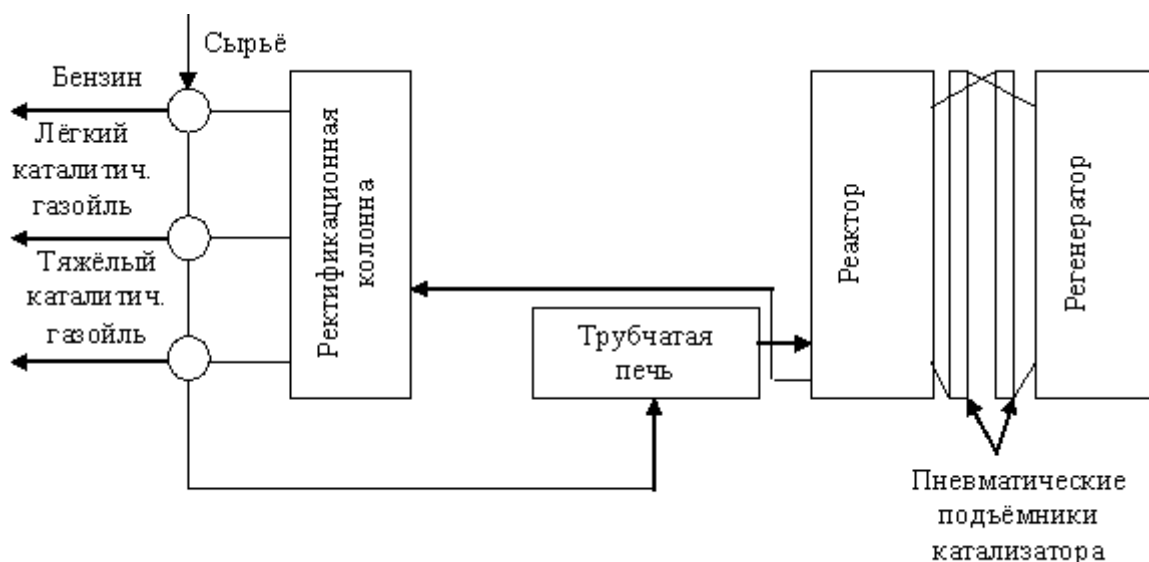 Сырьё
Бензин
Лёгкий
каталитич.
газойль
Тяжёлый
каталитич.
газойль
Ректификационная
колонна
Трубчатая
печь
Реактор
Регенератор
Пневматические
подъёмники
катализатора